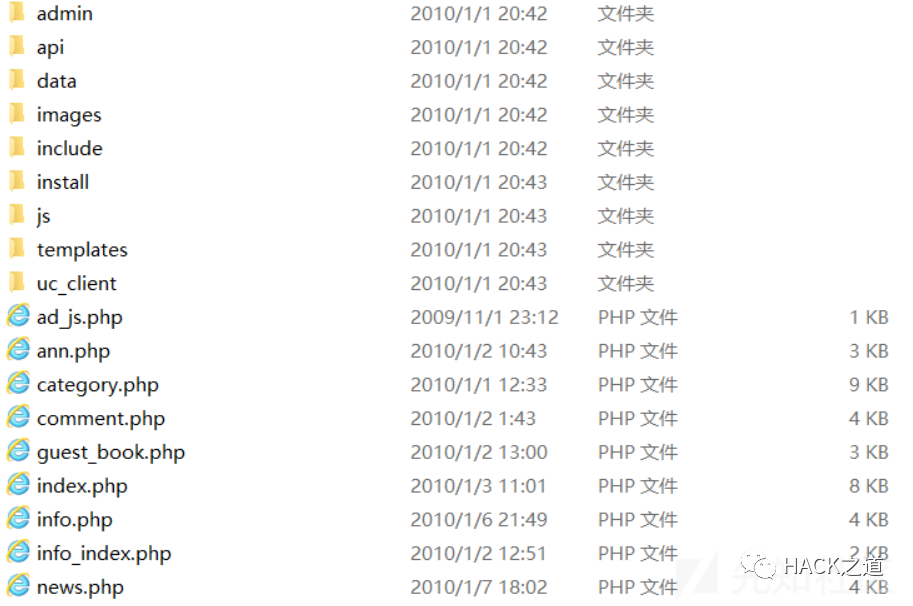 admin 2010/1/1 20:42 文件夹
api 2010/1/1 20:42 文件夹
data 2010/1/1 20:42 文件夹
images 2010/1/1 20:42 文件夹
include 2010/1/1 20:42 文件夹
install 2010/1/1 20:43 文件夹
js 2010/1/1 20:43 文件夹
templates 2010/1/1 20:43 文件夹
uc_client 2010/1/1 20:43 文件夹
ad_js.php 2009/11/1 23:12 PHP 文件 1 KB
ann.php 2010/1/2 10:43 PHP 文件 3 KB
category.php 2010/1/1 12:33 PHP 文件 9 KB
comment.php 2010/1/2 1:43 PHP 文件 4 KB
guest_book.php 2010/1/2 13:00 PHP 文件 3 KB
index.php 2010/1/3 11:01 PHP 文件 8 KB
info.php 2010/1/6 21:49 PHP 文件 4 KB
info_index.php 2010/1/2 12:51 PHP 文件 2 KB
HACK之道
news.php 2010/1/7 18:02 PHP 文件 4 KB